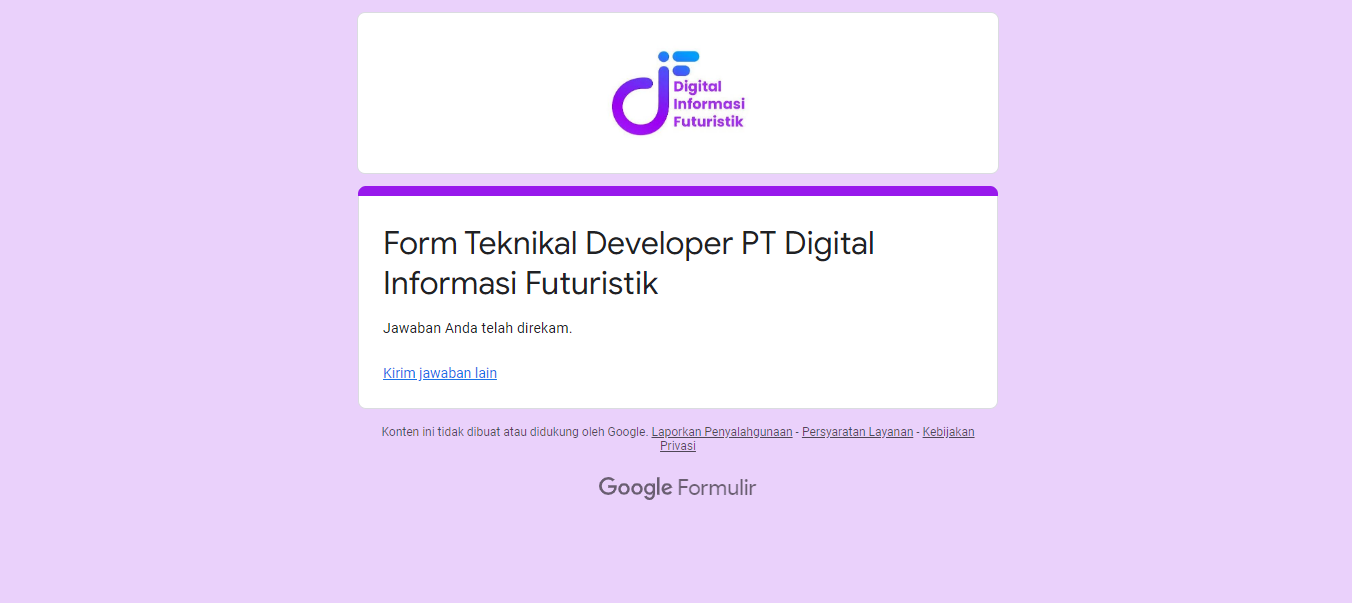 Digital
Informasi
Futuristik
Form Teknikal Developer PT Digital
Informasi Futuristik
Jawaban Anda telah direkam.
Kirim jawaban lain
Konten ini tidak dibuat atau didukung oleh Google. Laporkan Penyalahgunaan - Persyaratan Layanan - Kebijakan
Privasi
Google Formulir